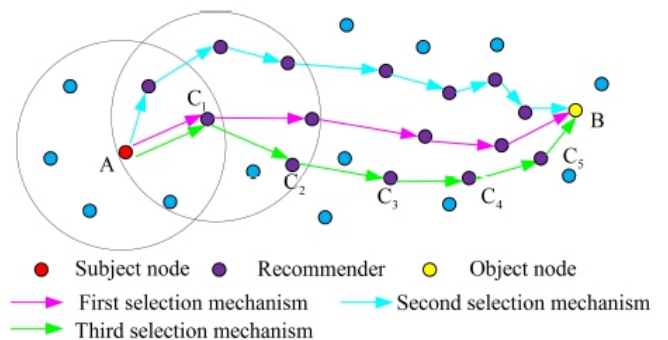 C1
A
B
C2
C3
C4
C5
Subject node
Recommender
Object node
First selection mechanism
Second selection mechanism
Third selection mechanism